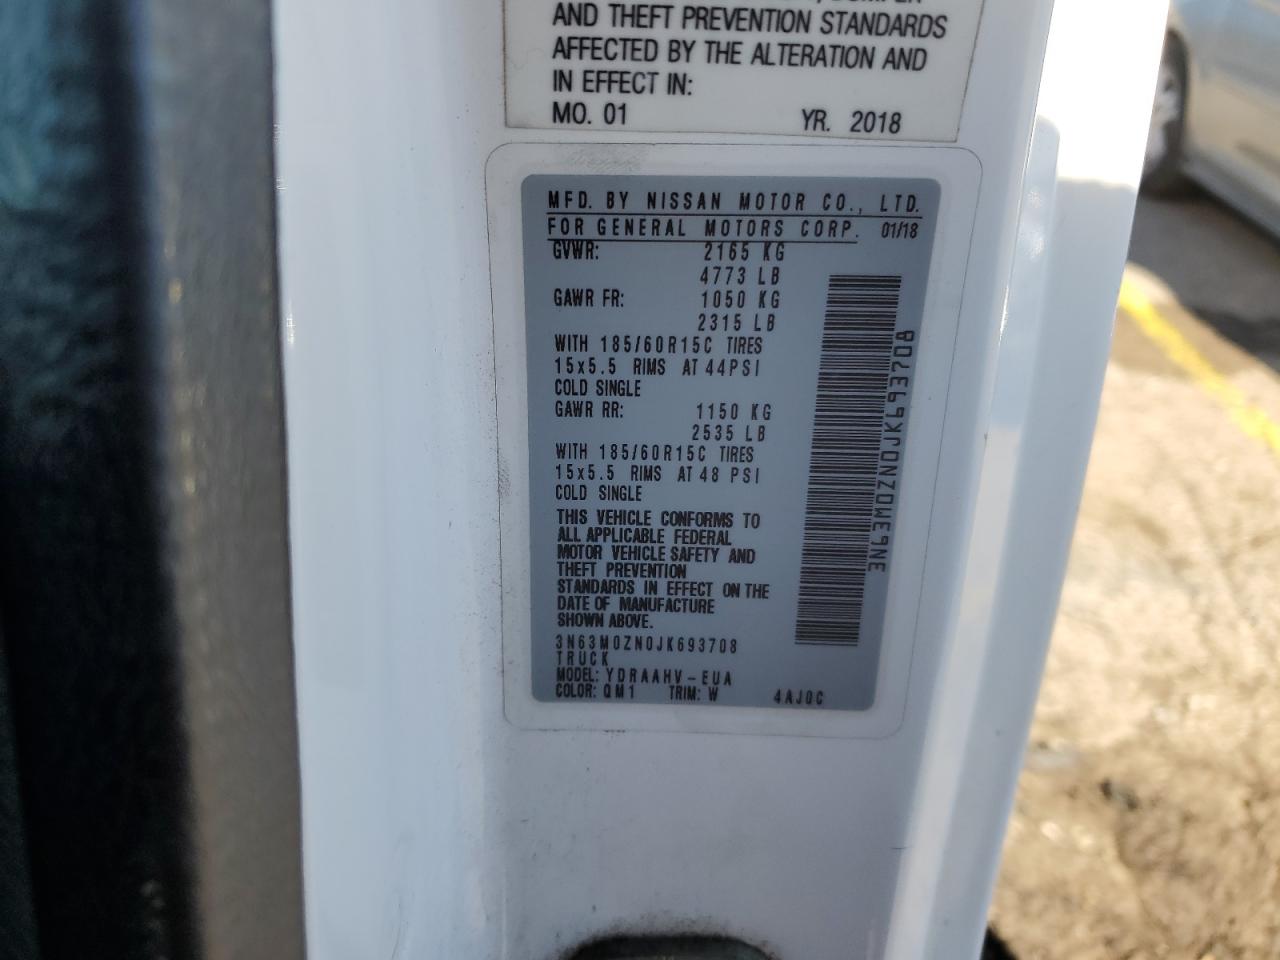 AND THEFT PREVENTION STANDARDS
AFFECTED BY THE ALTERATION AND
IN EFFECT IN:
MO. 01 YR. 2018
MFD. BY NISSAN MOTOR CO., LTD.
FOR GENERAL MOTORS CORP. 01/18
GVWR: 2165 KG
4773 LB
GAWR FR: 1050 KG
2315 LB
WITH 185/60R15C TIRES
15x5.5 RIMS AT 44PSI
COLD SINGLE
GAWR RR: 1150 KG
2535 LB
WITH 185/60R15C TIRES
15x5.5 RIMS AT 48 PSI
COLD SINGLE
THIS VEHICLE CONFORMS TO
ALL APPLICABLE FEDERAL
MOTOR VEHICLE SAFETY AND
THEFT PREVENTION
STANDARDS IN EFFECT ON THE
DATE OF MANUFACTURE
SHOWN ABOVE.
3N63M0ZN0JK693708
TRUCK
MODEL: YDRAAHV-EUA
COLOR: QM1 TRIM: W 4AJ0C
3N63M0ZN0JK693708